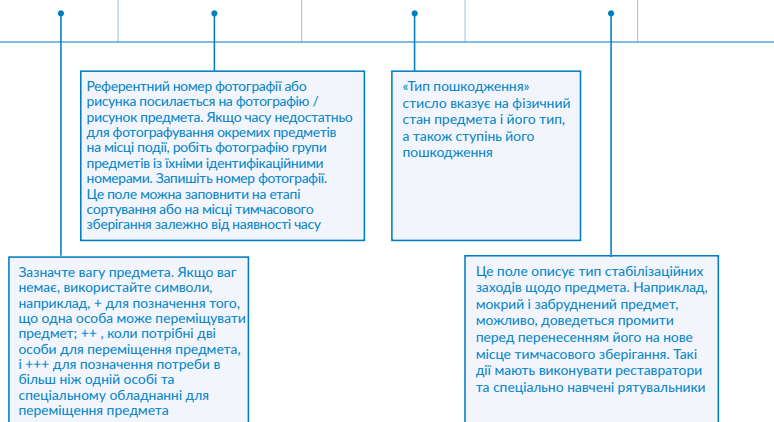 Референтний номер фотографії або
рисунка посилається на фотографію /
рисунок предмета. Якщо часу недостатньо
для фотографування окремих предметів
на місці події, робіть фотографію групи
предметів із їхніми ідентифікаційними
номерами. Запишіть номер фотографії.
Це поле можна заповнити на етапі
сортування або на місці тимчасового
зберігання залежно від наявності часу
«Тип пошкодження»
стисло вказує на фізичний
стан предмета і його тип,
а також ступінь його
пошкодження
Зазначте вагу предмета. Якщо ваг
немає, використайте символи,
наприклад, + для позначення того,
що одна особа може переміщувати
предмет; ++ , коли потрібні дві
особи для переміщення предмета,
і +++ для позначення потреби в
більш ніж одній особі та
спеціальному обладнанні для
переміщення предмета
Це поле описує тип стабілізаційних
заходів щодо предмета. Наприклад,
мокрий і забруднений предмет,
можливо, доведеться промити
перед перенесенням його на нове
місце тимчасового зберігання. Такі
дії мають виконувати реставратори
та спеціально навчені рятувальники